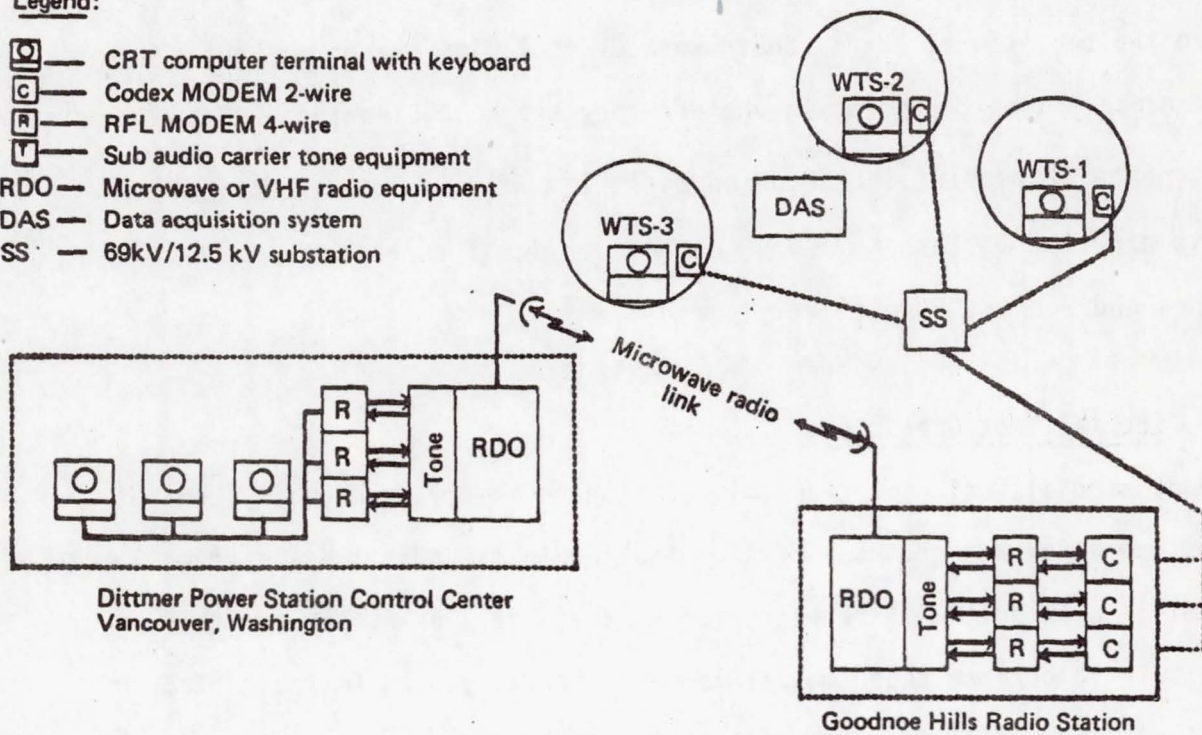 Legend:
CRT computer terminal with keyboard
C Codex MODEM 2-wire
R RFL MODEM 4-wire
T Sub audio carrier tone equipment
RDO — Microwave or VHF radio equipment
DAS — Data acquisition system
SS — 69kV/12.5 kV substation
WTS-2
C
WTS-1
C
DAS
WTS-3
C
SS
Microwave radio
link
R
R
R
Tone
RDO
Dittmer Power Station Control Center
Vancouver, Washington
RDO
Tone
R
C
R
C
R
C
Goodnoe Hills Radio Station